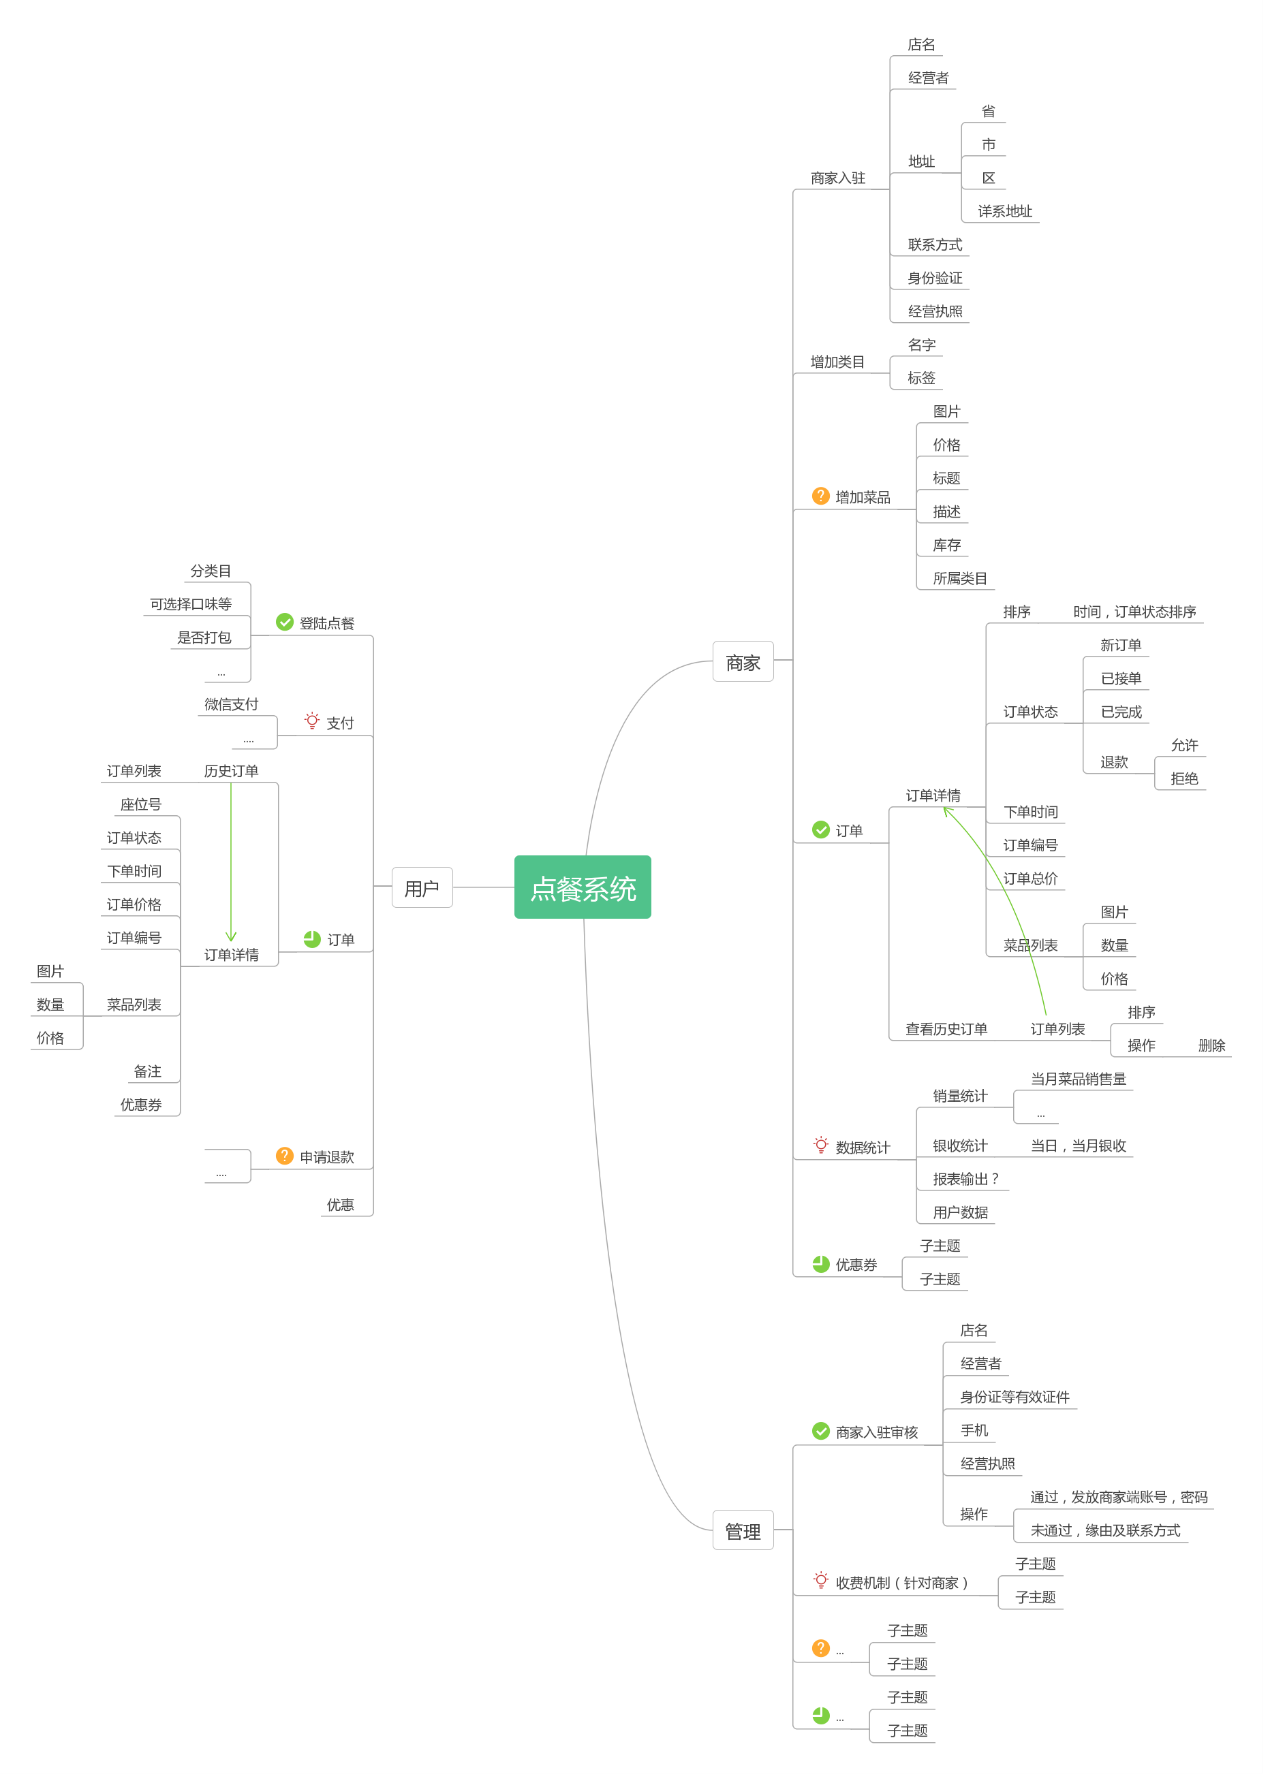 点餐系统
用户
登陆点餐
分类目
可选择口味等
是否打包
...
支付
微信支付
....
订单
历史订单
订单列表
订单详情
座位号
订单状态
下单时间
订单价格
订单编号
菜品列表
图片
数量
价格
备注
优惠券
申请退款
....
优惠
商家
商家入驻
店名
经营者
地址
省
市
区
详系地址
联系方式
身份验证
经营执照
增加类目
名字
标签
增加菜品
图片
价格
标题
描述
库存
所属类目
订单
订单详情
排序
时间，订单状态排序
订单状态
新订单
已接单
已完成
退款
允许
拒绝
下单时间
订单编号
订单总价
菜品列表
图片
数量
价格
查看历史订单
订单列表
排序
操作
删除
数据统计
销量统计
当月菜品销售量
...
银收统计
当日，当月银收
报表输出？
用户数据
优惠券
子主题
子主题
管理
商家入驻审核
店名
经营者
身份证等有效证件
手机
经营执照
操作
通过，发放商家端账号，密码
未通过，缘由及联系方式
收费机制（针对商家）
子主题
子主题
...
子主题
子主题
...
子主题
子主题